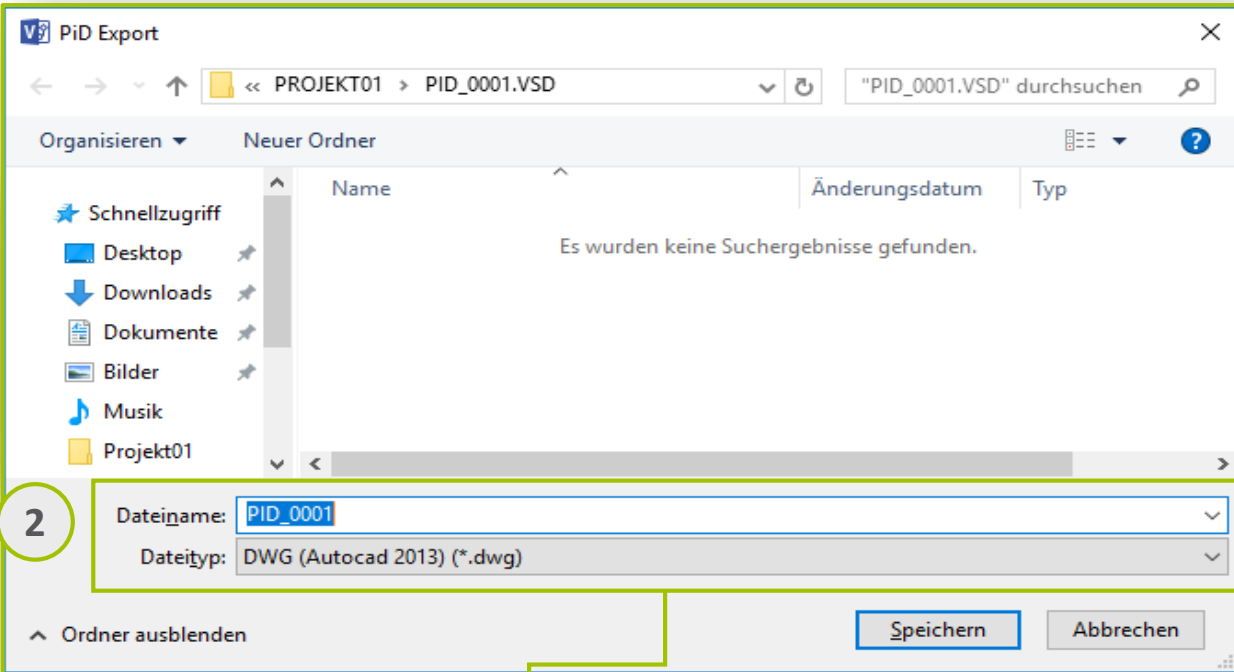 PiD Export
« PROJEKT01 > PID_0001.VSD
"PID_0001.VSD" durchsuchen
Organisieren
Neuer Ordner
?
Name
Änderungsdatum
Typ
Schnellzugriff
Desktop
Downloads
Dokumente
Bilder
Musik
Projekt01
Es wurden keine Suchergebnisse gefunden.
2
Dateiname: PID_0001
Dateityp: DWG (Autocad 2013) (*.dwg)
Ordner ausblenden
Speichern
Abbrechen